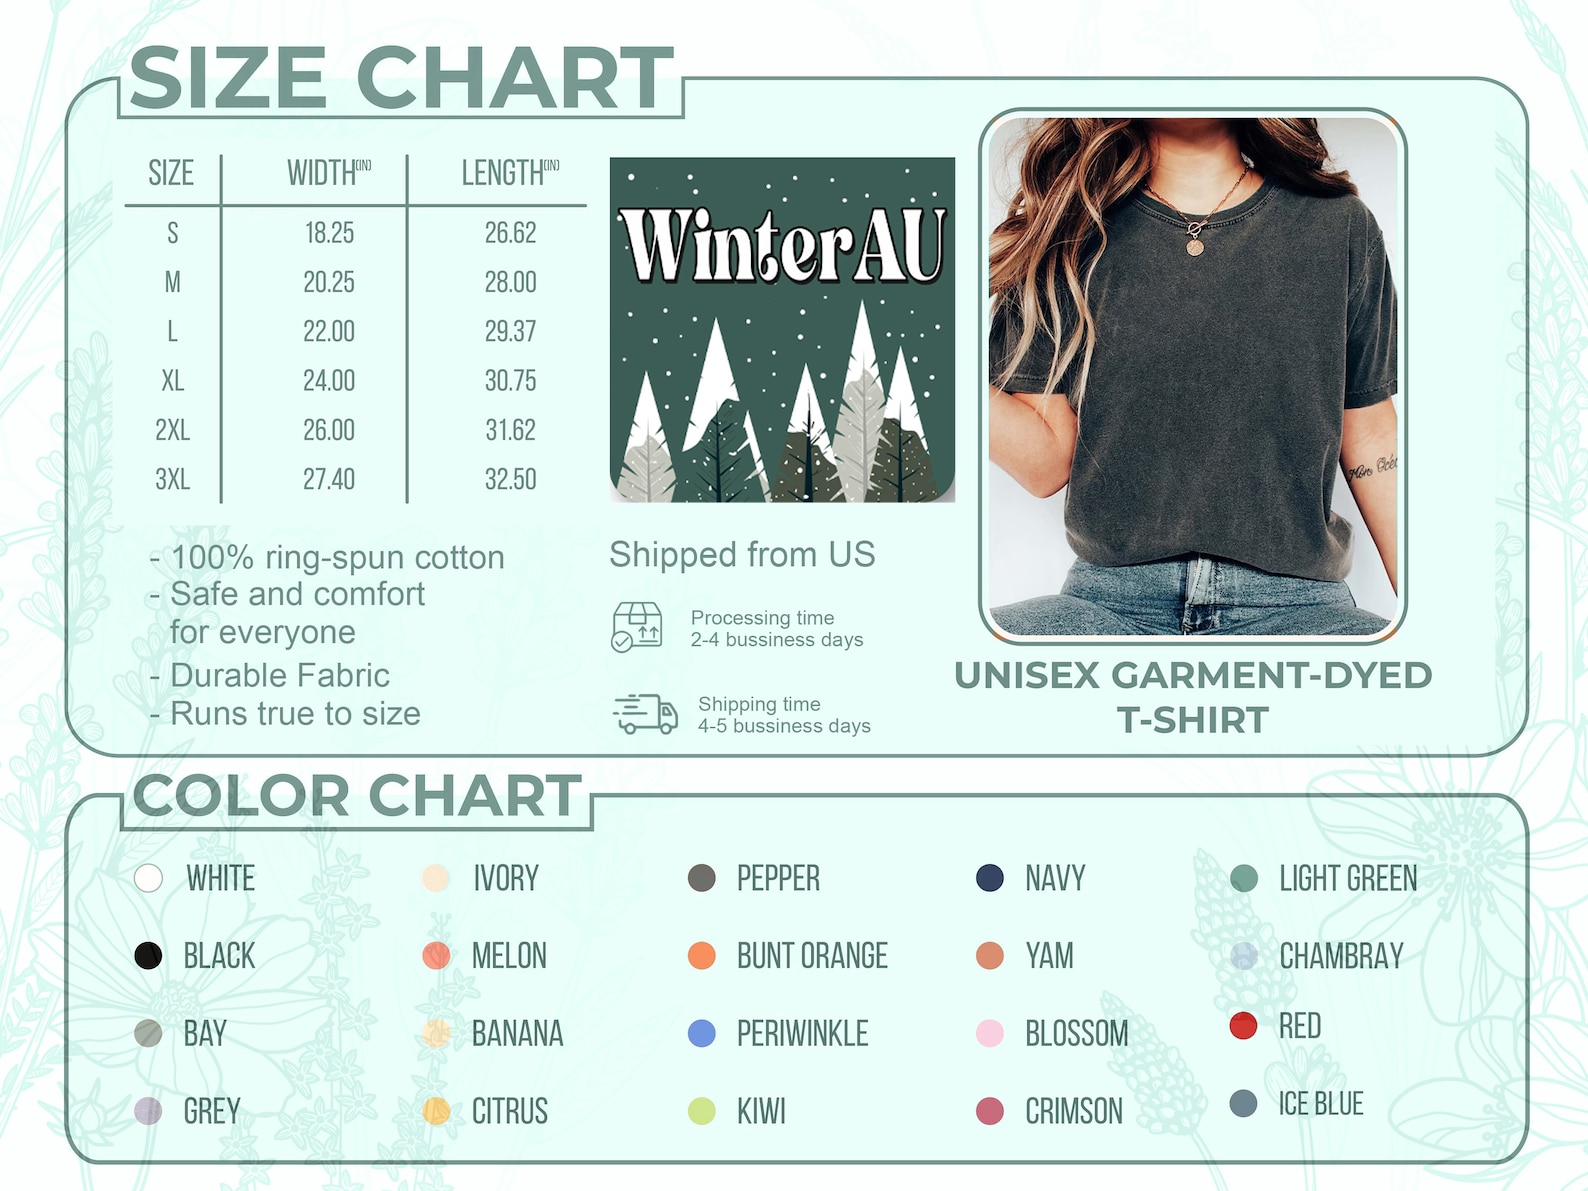 SIZE CHART
SIZE WIDTH(IN) LENGTH(IN)
S 18.25 26.62
M 20.25 28.00
L 22.00 29.37
XL 24.00 30.75
2XL 26.00 31.62
3XL 27.40 32.50
- 100% ring-spun cotton
- Safe and comfort
for everyone
- Durable Fabric
- Runs true to size
WinterAU
Shipped from US
Processing time
2-4 bussiness days
Shipping time
4-5 bussiness days
UNISEX GARMENT-DYED
T-SHIRT
COLOR CHART
WHITE IVORY PEPPER NAVY LIGHT GREEN
BLACK MELON BUNT ORANGE YAM CHAMBRAY
BAY BANANA PERIWINKLE BLOSSOM RED
GREY CITRUS KIWI CRIMSON ICE BLUE